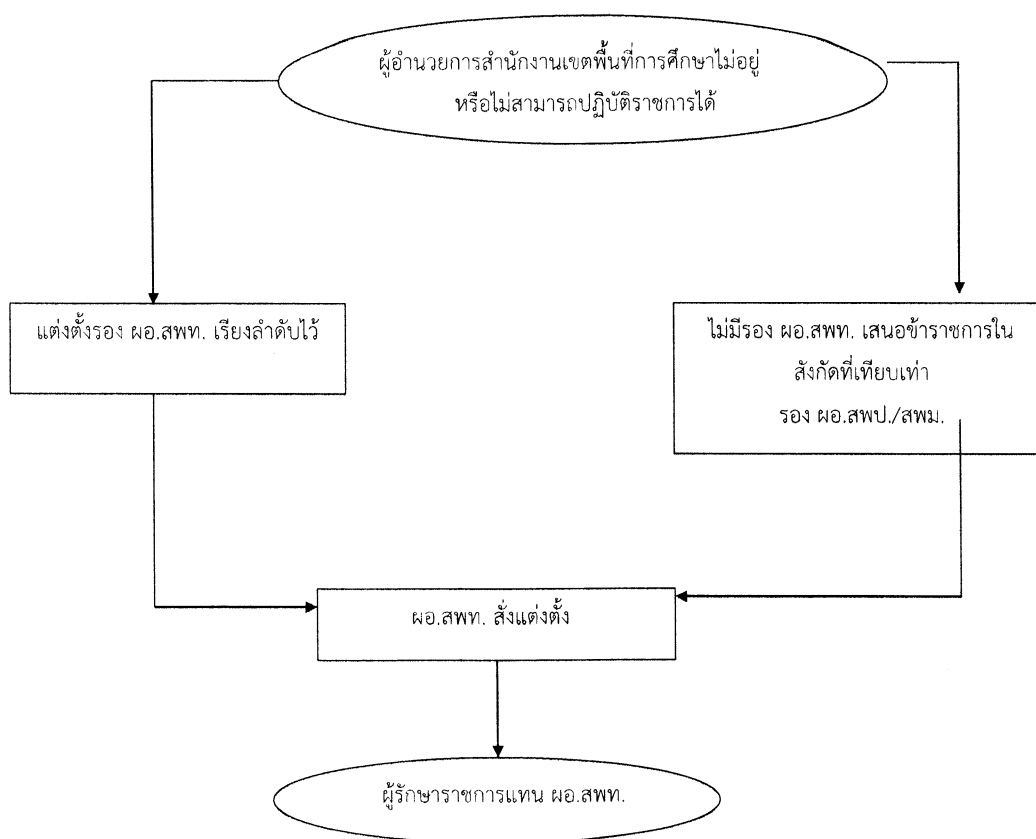 ผู้อำนวยการสำนักงานเขตพื้นที่การศึกษาไม่อยู่
หรือไม่สามารถปฏิบัติราชการได้
แต่งตั้งรอง ผอ.สพท. เรียงลำดับไว้
ไม่มีรอง ผอ.สพท. เสนอข้าราชการใน
สังกัดที่เทียบเท่า
รอง ผอ.สพป./สพม.
ผอ.สพท. สั่งแต่งตั้ง
ผู้รักษาราชการแทน ผอ.สพท.